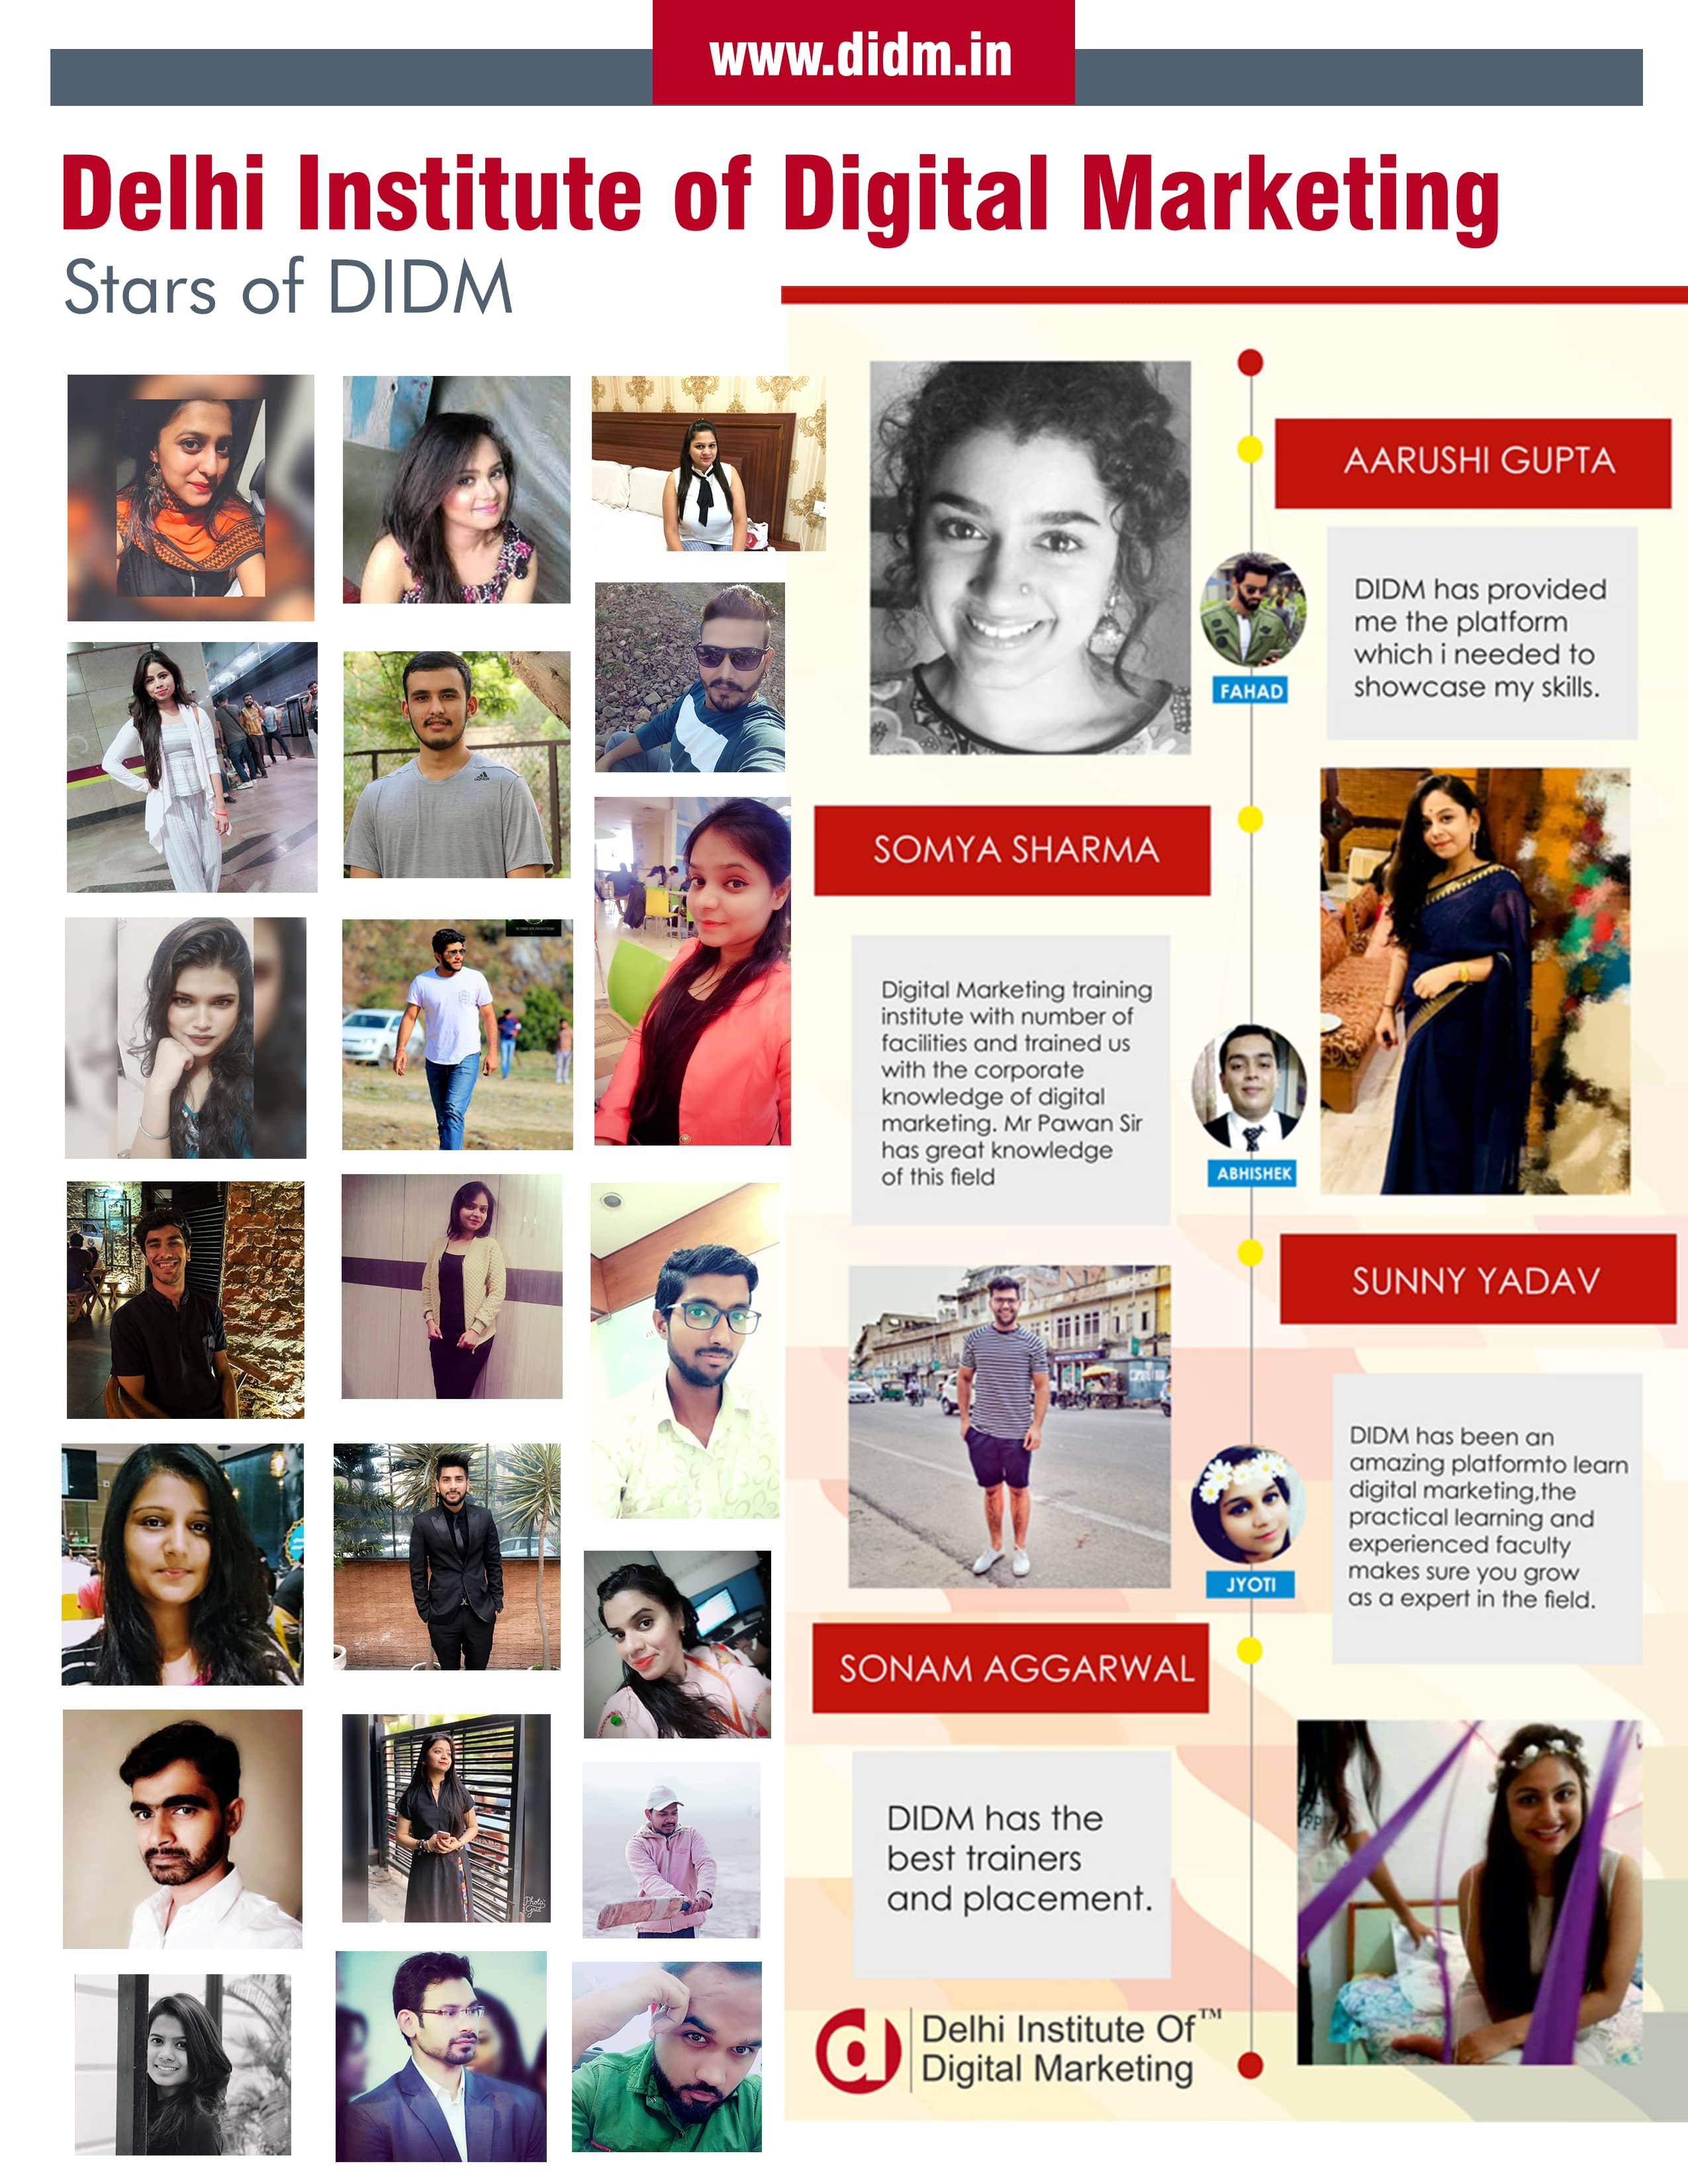 www.didm.in
Delhi Institute of Digital Marketing
Stars of DIDM
AARUSHI GUPTA
DIDM has provided
me the platform
which i needed to
showcase my skills.
FAHAD
SOMYA SHARMA
Digital Marketing training
institute with number of
facilities and trained us
with the corporate
knowledge of digital
marketing. Mr Pawan Sir
has great knowledge
of this field
ABHISHEK
SUNNY YADAV
DIDM has been an
amazing platformto learn
digital marketing,the
practical learning and
experienced faculty
makes sure you grow
as a expert in the field.
JYOTI
SONAM AGGARWAL
DIDM has the
best trainers
and placement.
Photo
Grid
d
Delhi Institute Of™
Digital Marketing